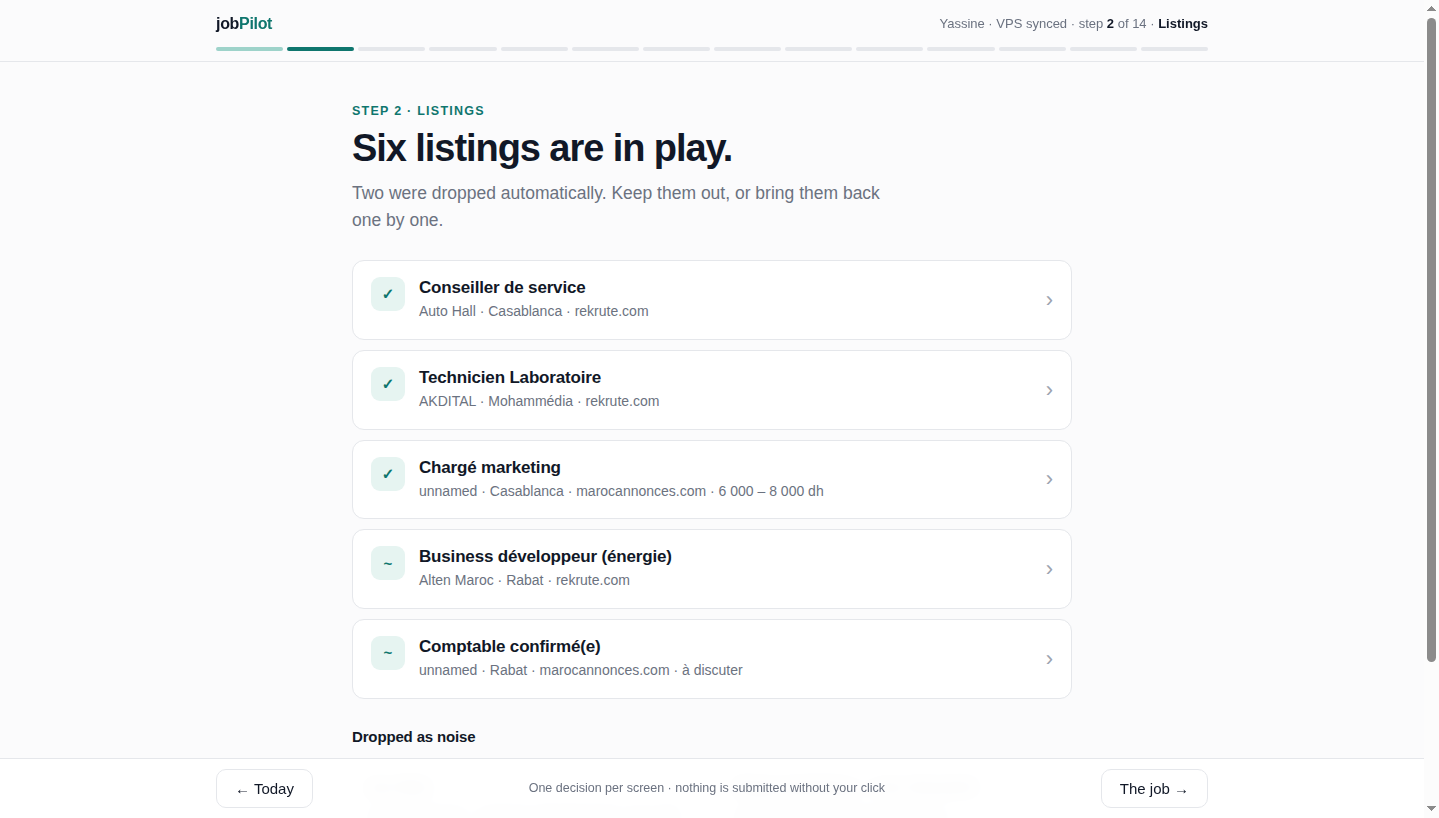 jobPilot
Yassine · VPS synced · step 2 of 14 · Listings
STEP 2 · LISTINGS
Six listings are in play.
Two were dropped automatically. Keep them out, or bring them back
one by one.
✓
Conseiller de service
Auto Hall · Casablanca · rekrute.com
›
✓
Technicien Laboratoire
AKDITAL · Mohammédia · rekrute.com
›
✓
Chargé marketing
unnamed · Casablanca · marocannonces.com · 6 000 – 8 000 dh
›
~
Business développeur (énergie)
Alten Maroc · Rabat · rekrute.com
›
~
Comptable confirmé(e)
unnamed · Rabat · marocannonces.com · à discuter
›
Dropped as noise
← Today
One decision per screen · nothing is submitted without your click
The job →